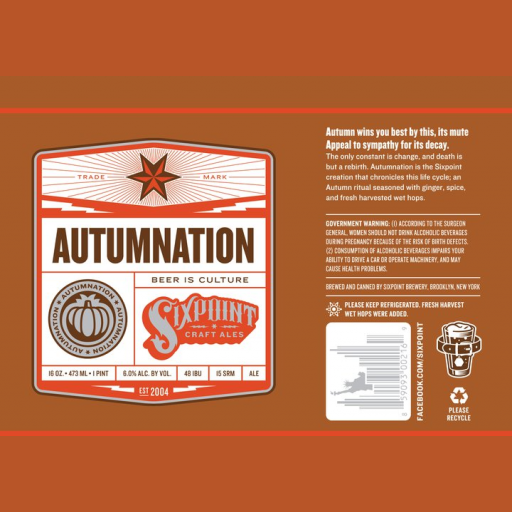 TRADE MARK
AUTUMNATION
BEER IS CULTURE
AUTUMNATION ★ AUTUMNATION ★ AUTUMNATION ★
SIXPOINT
CRAFT ALES
16 OZ. • 473 ML • 1 PINT
6.0% ALC. BY VOL.
48 IBU
15 SRM
ALE
EST 2004
Autumn wins you best by this, its mute
Appeal to sympathy for its decay.
The only constant is change, and death is
but a rebirth. Autumnation is the Sixpoint
creation that chronicles this life cycle; an
Autumn ritual seasoned with ginger, spice,
and fresh harvested wet hops.
GOVERNMENT WARNING: (1) ACCORDING TO THE SURGEON
GENERAL, WOMEN SHOULD NOT DRINK ALCOHOLIC BEVERAGES
DURING PREGNANCY BECAUSE OF THE RISK OF BIRTH DEFECTS.
(2) CONSUMPTION OF ALCOHOLIC BEVERAGES IMPAIRS YOUR
ABILITY TO DRIVE A CAR OR OPERATE MACHINERY, AND MAY
CAUSE HEALTH PROBLEMS.
BREWED AND CANNED BY SIXPOINT BREWERY, BROOKLYN, NEW YORK
PLEASE KEEP REFRIGERATED. FRESH HARVEST
WET HOPS WERE ADDED.
FACEBOOK.COM/SIXPOINT
PLEASE
RECYCLE